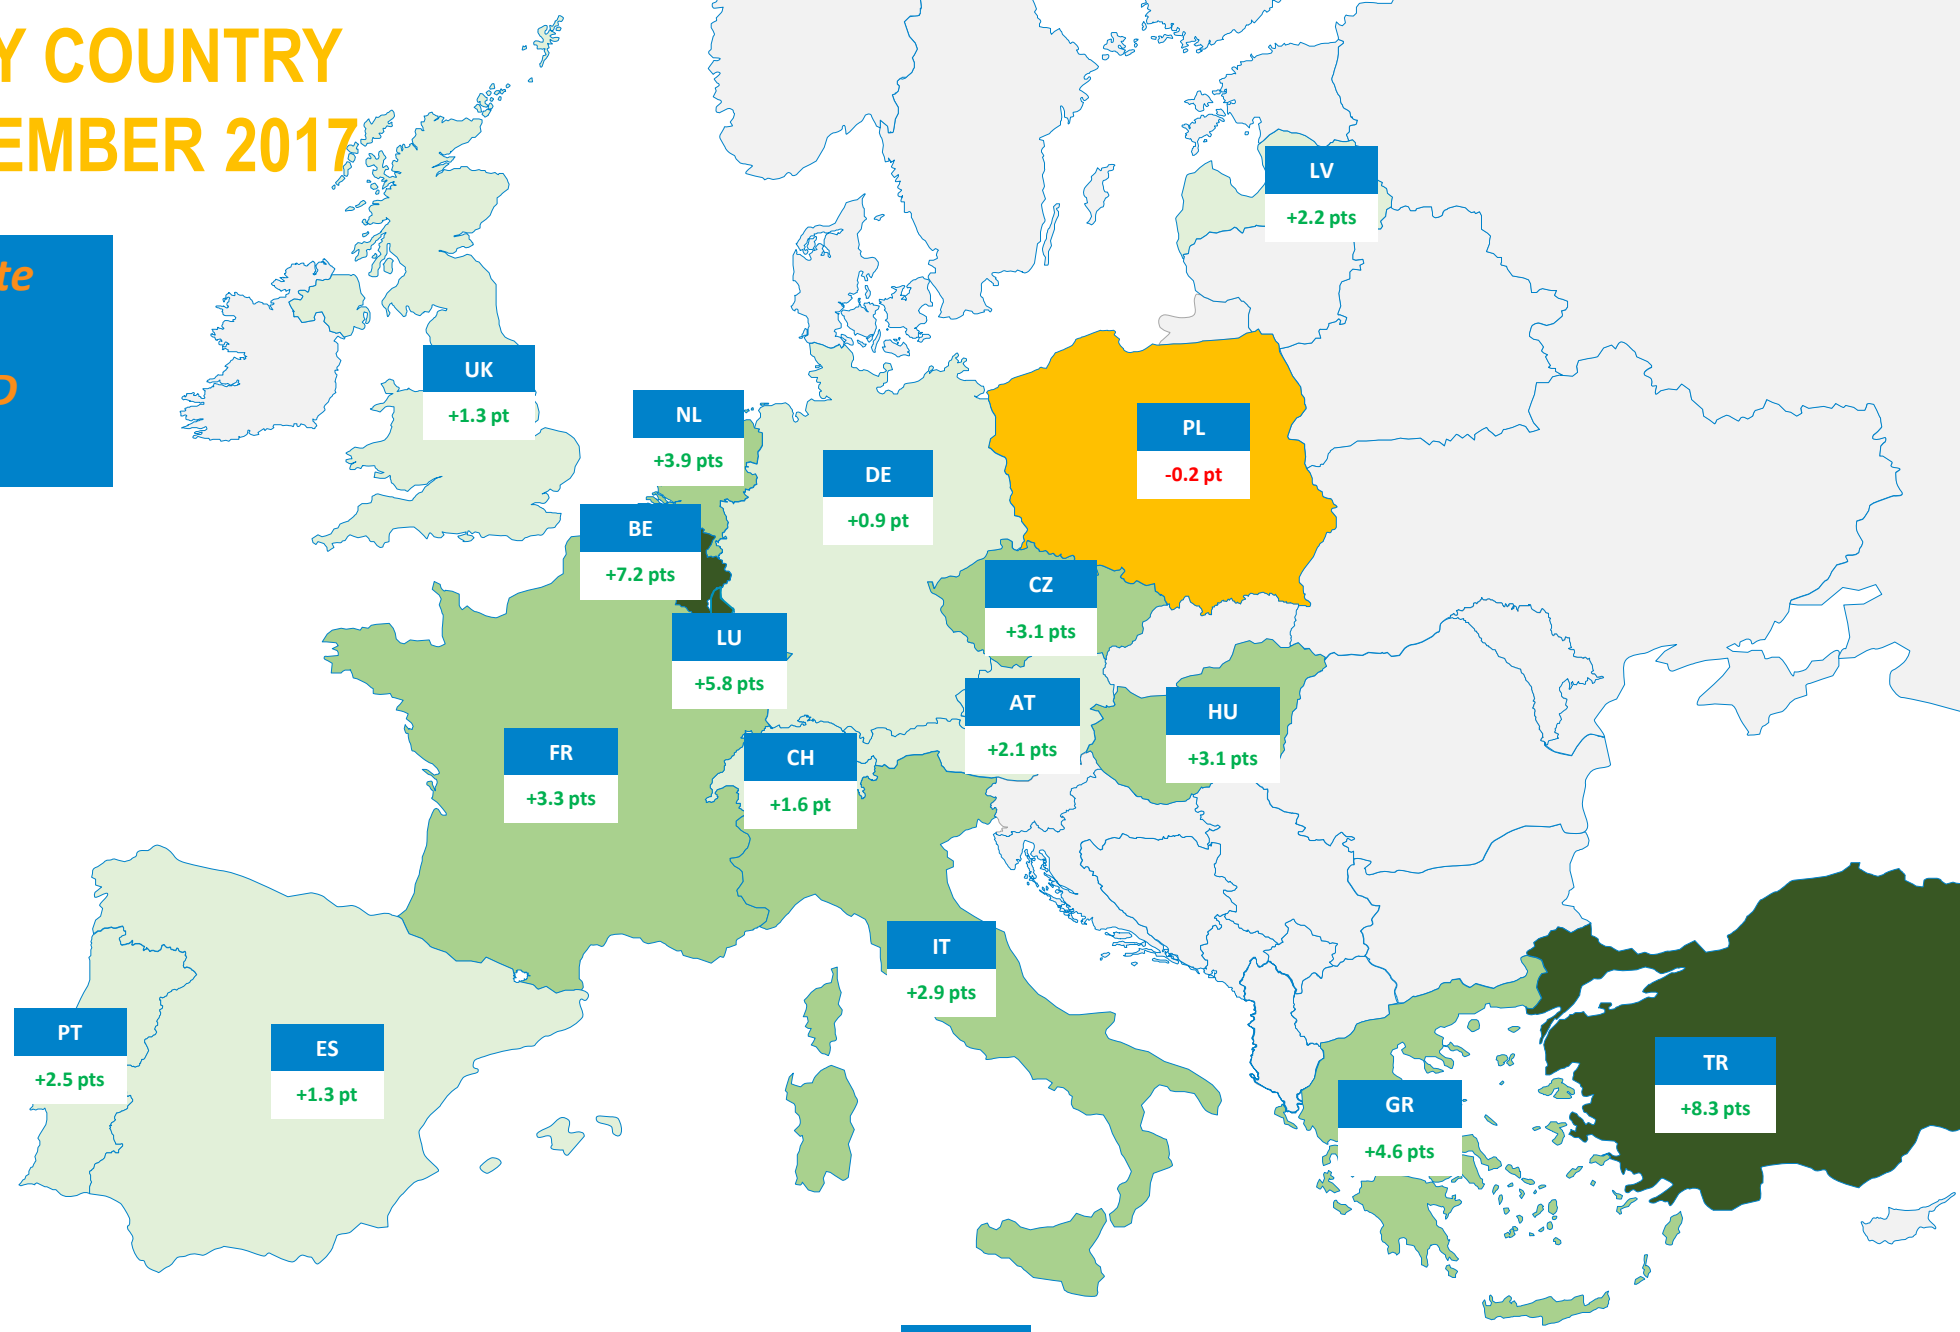 Y COUNTRY
EMBER 2017
te
D
LV
+2.2 pts
UK
+1.3 pt
NL
+3.9 pts
PL
-0.2 pt
DE
+0.9 pt
BE
+7.2 pts
CZ
+3.1 pts
LU
+5.8 pts
AT
+2.1 pts
HU
+3.1 pts
FR
+3.3 pts
CH
+1.6 pt
IT
+2.9 pts
PT
+2.5 pts
ES
+1.3 pt
TR
+8.3 pts
GR
+4.6 pts